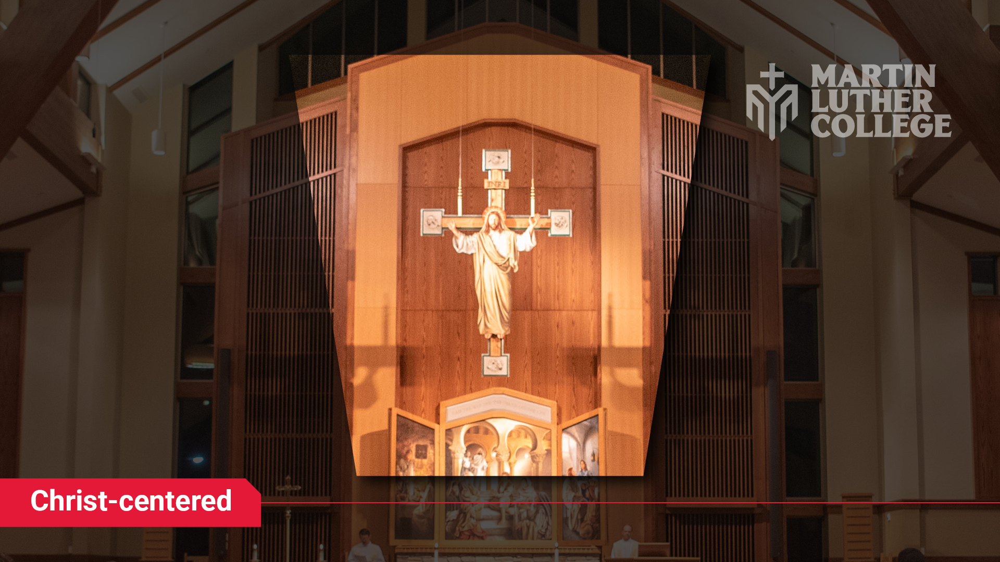 MARTIN
LUTHER
COLLEGE
INRI
Christ-centered